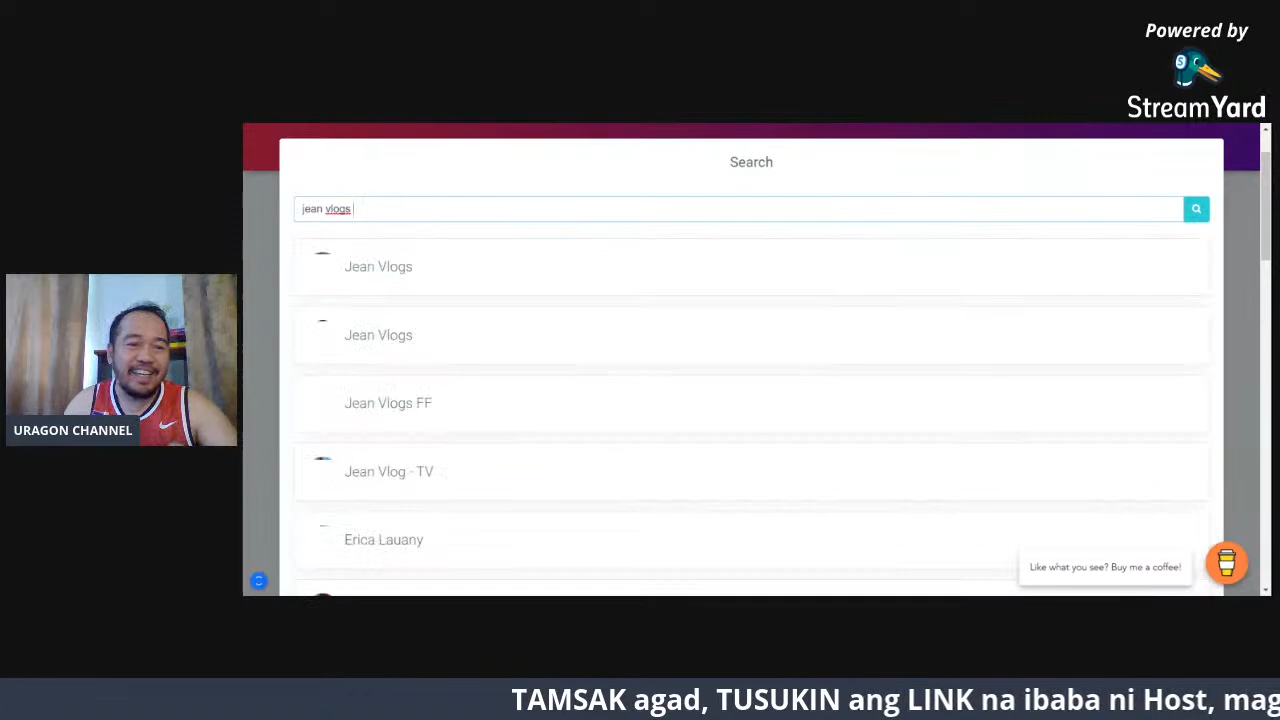 Powered by
StreamYard
Search
jean vlogs
Jean Vlogs
Jean Vlogs
Jean Vlogs FF
Jean Vlog - TV
Erica Lauany
Like what you see? Buy me a coffee!
URAGON CHANNEL
TAMSAK agad, TUSUKIN ang LINK na ibaba ni Host, mag